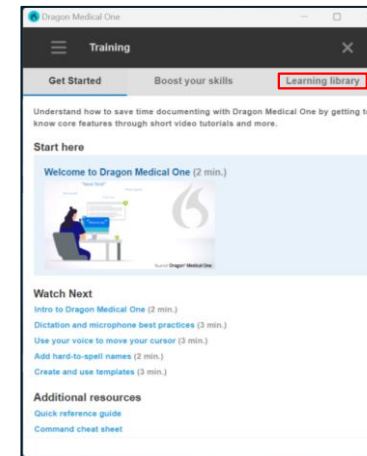 Dragon Medical One
Training
Get Started
Boost your skills
Learning library
Understand how to save time documenting with Dragon Medical One by getting to
know core features through short video tutorials and more.
Start here
Welcome to Dragon Medical One (2 min.)
Watch Next
Intro to Dragon Medical One (2 min.)
Dictation and microphone best practices (3 min.)
Use your voice to move your cursor (3 min.)
Add hard-to-spell names (2 min.)
Create and use templates (3 min.)
Additional resources
Quick reference guide
Command cheat sheet